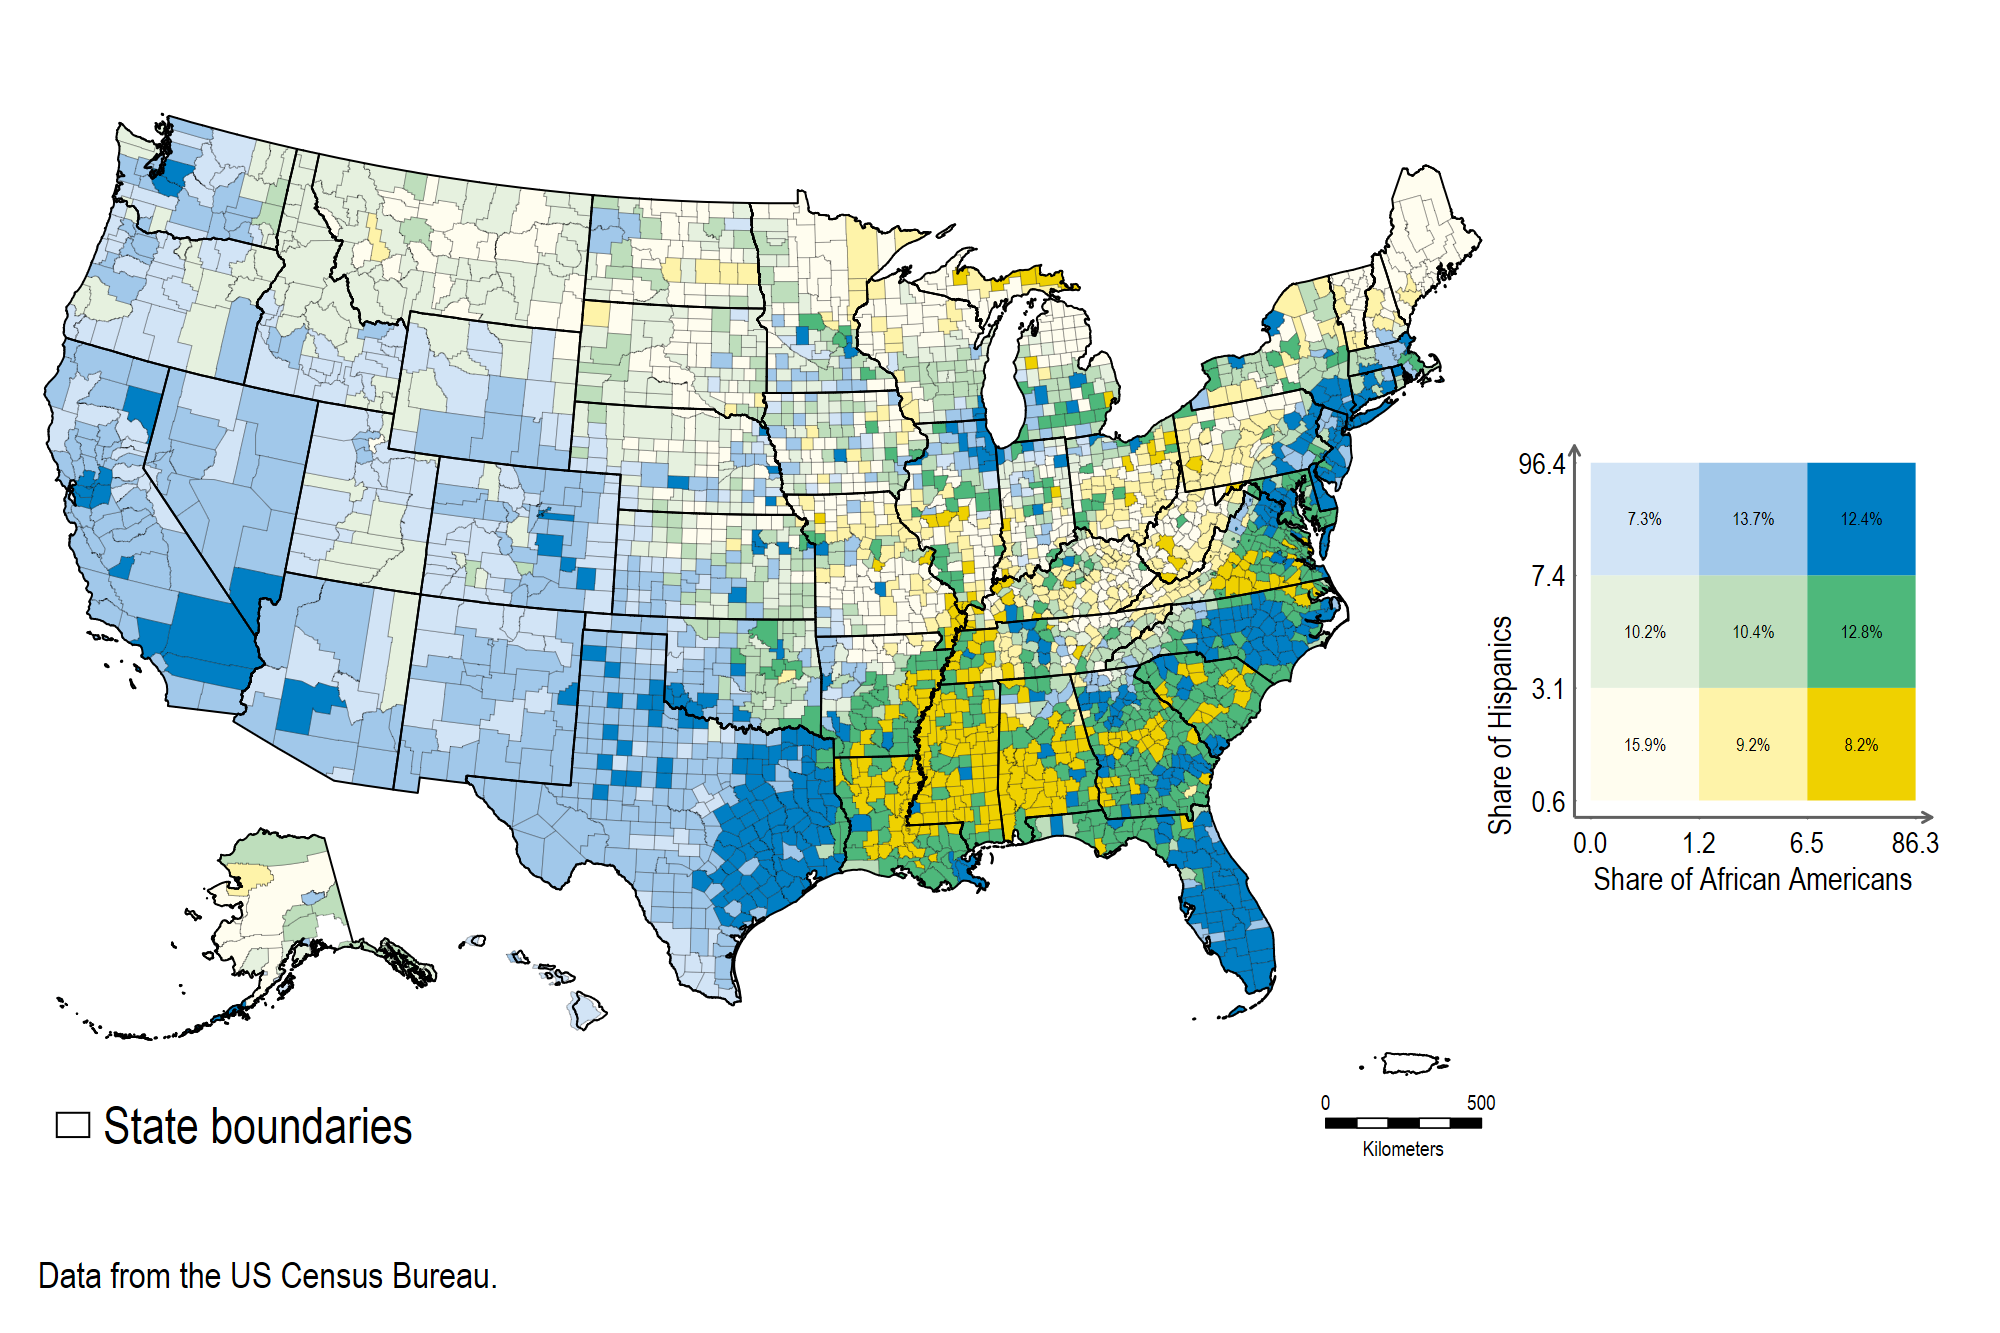 96.4
7.3% 13.7% 12.4%
7.4
10.2% 10.4% 12.8%
3.1
15.9% 9.2% 8.2%
0.6
Share of Hispanics
0.0 1.2 6.5 86.3
Share of African Americans
0 500
Kilometers
State boundaries
Data from the US Census Bureau.